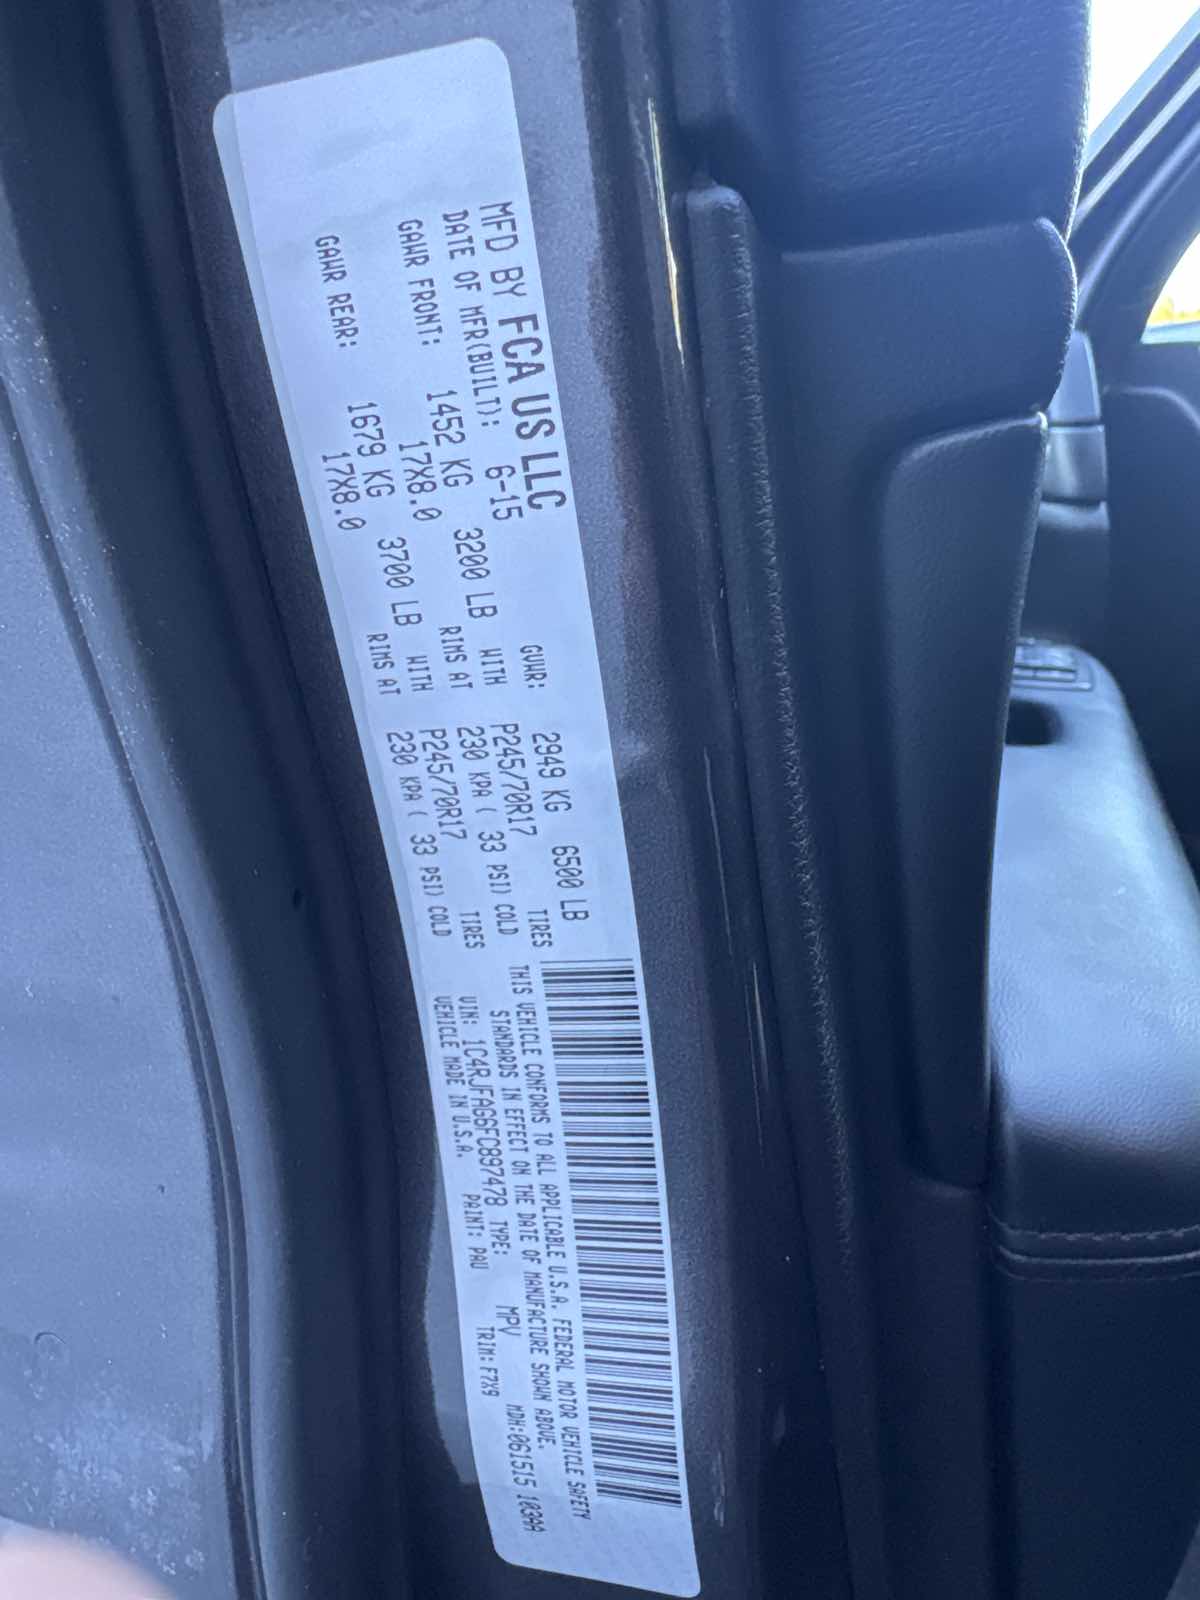 MFD BY FCA US LLC
DATE OF MFR(BUILT): 6-15 GVWR: 2949 KG 6500 LB
GAWR FRONT: 1452 KG 3200 LB WITH P245/70R17 TIRES
17X8.0 RIMS AT 230 KPA ( 33 PSI) COLD
GAWR REAR: 1679 KG 3700 LB WITH P245/70R17 TIRES
17X8.0 RIMS AT 230 KPA ( 33 PSI) COLD
THIS VEHICLE CONFORMS TO ALL APPLICABLE U.S.A. FEDERAL MOTOR VEHICLE SAFETY
STANDARDS IN EFFECT ON THE DATE OF MANUFACTURE SHOWN ABOVE.
VIN: 1C4RJFAG6FC897478 TYPE: MPV MDH:061515 103AA
VEHICLE MADE IN U.S.A. PAINT: PAU TRIM:F7X9